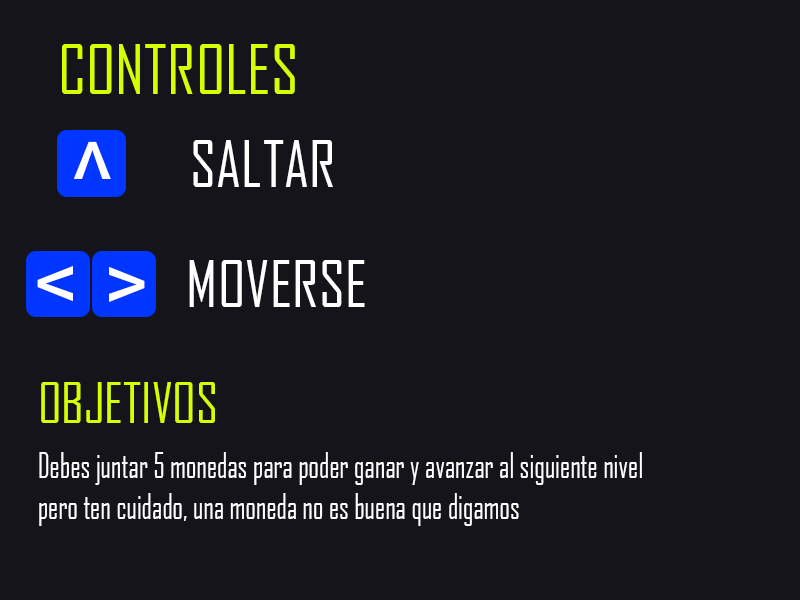 CONTROLES
^ SALTAR
< > MOVERSE
OBJETIVOS
Debes juntar 5 monedas para poder ganar y avanzar al siguiente nivel
pero ten cuidado, una moneda no es buena que digamos